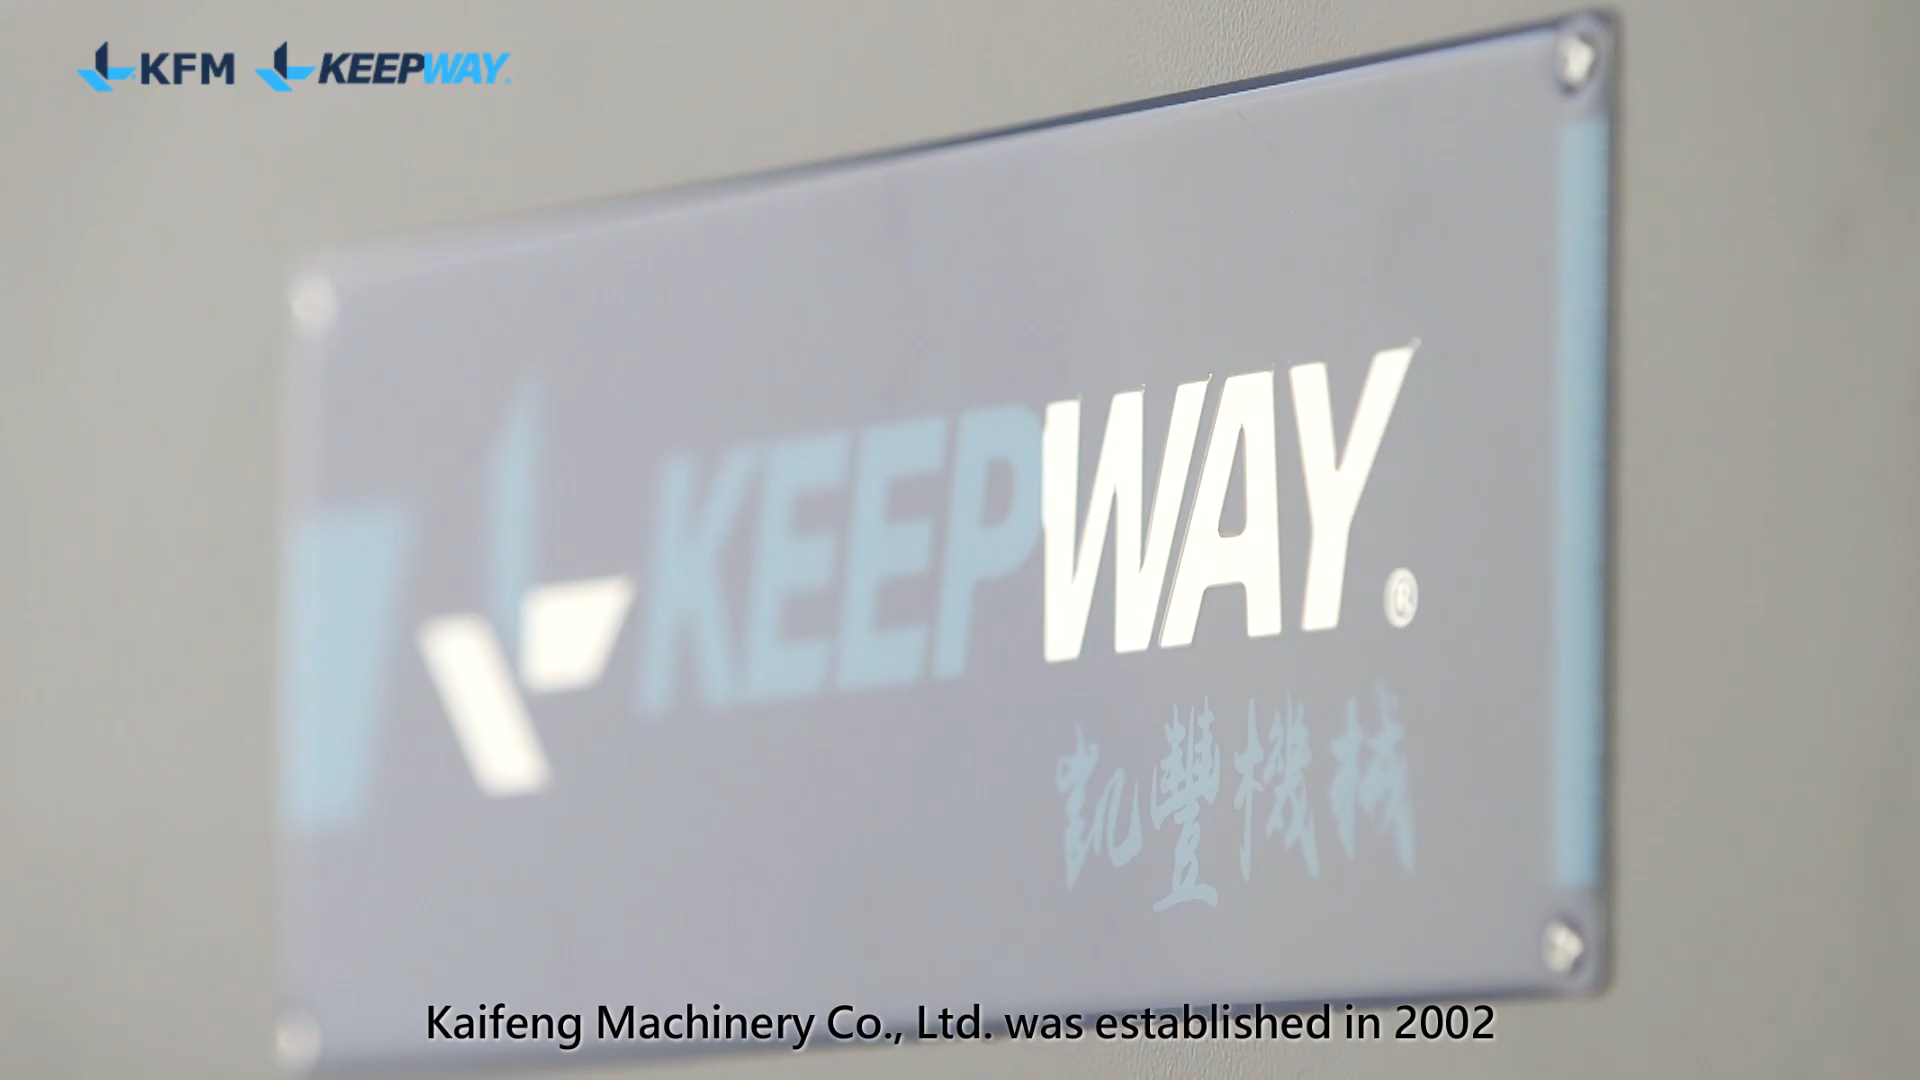 KFM KEEPWAY
KEEPWAY®
凱豐機械
Kaifeng Machinery Co., Ltd. was established in 2002